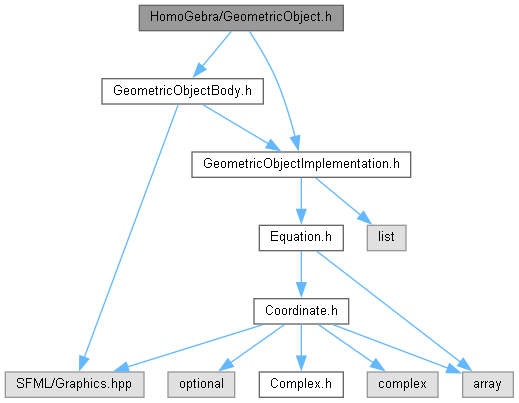 HomoGebra/GeometricObject.h
GeometricObjectBody.h
GeometricObjectImplementation.h
Equation.h
list
Coordinate.h
SFML/Graphics.hpp
optional
Complex.h
complex
array